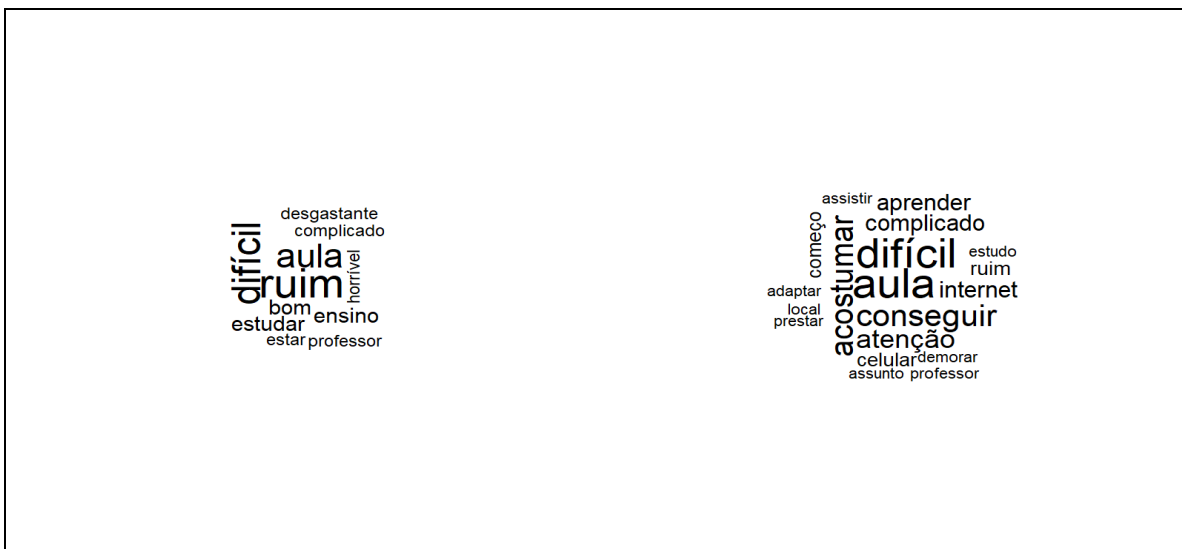 desgastante
complicado
difícil
aula
horrível
ruim
bom
ensino
estudar
estar professor
assistir
aprender
começo
complicado
acostumar
difícil
estudo
ruim
adaptar
aula
internet
local
conseguir
prestar
atenção
celular
demorar
assunto professor